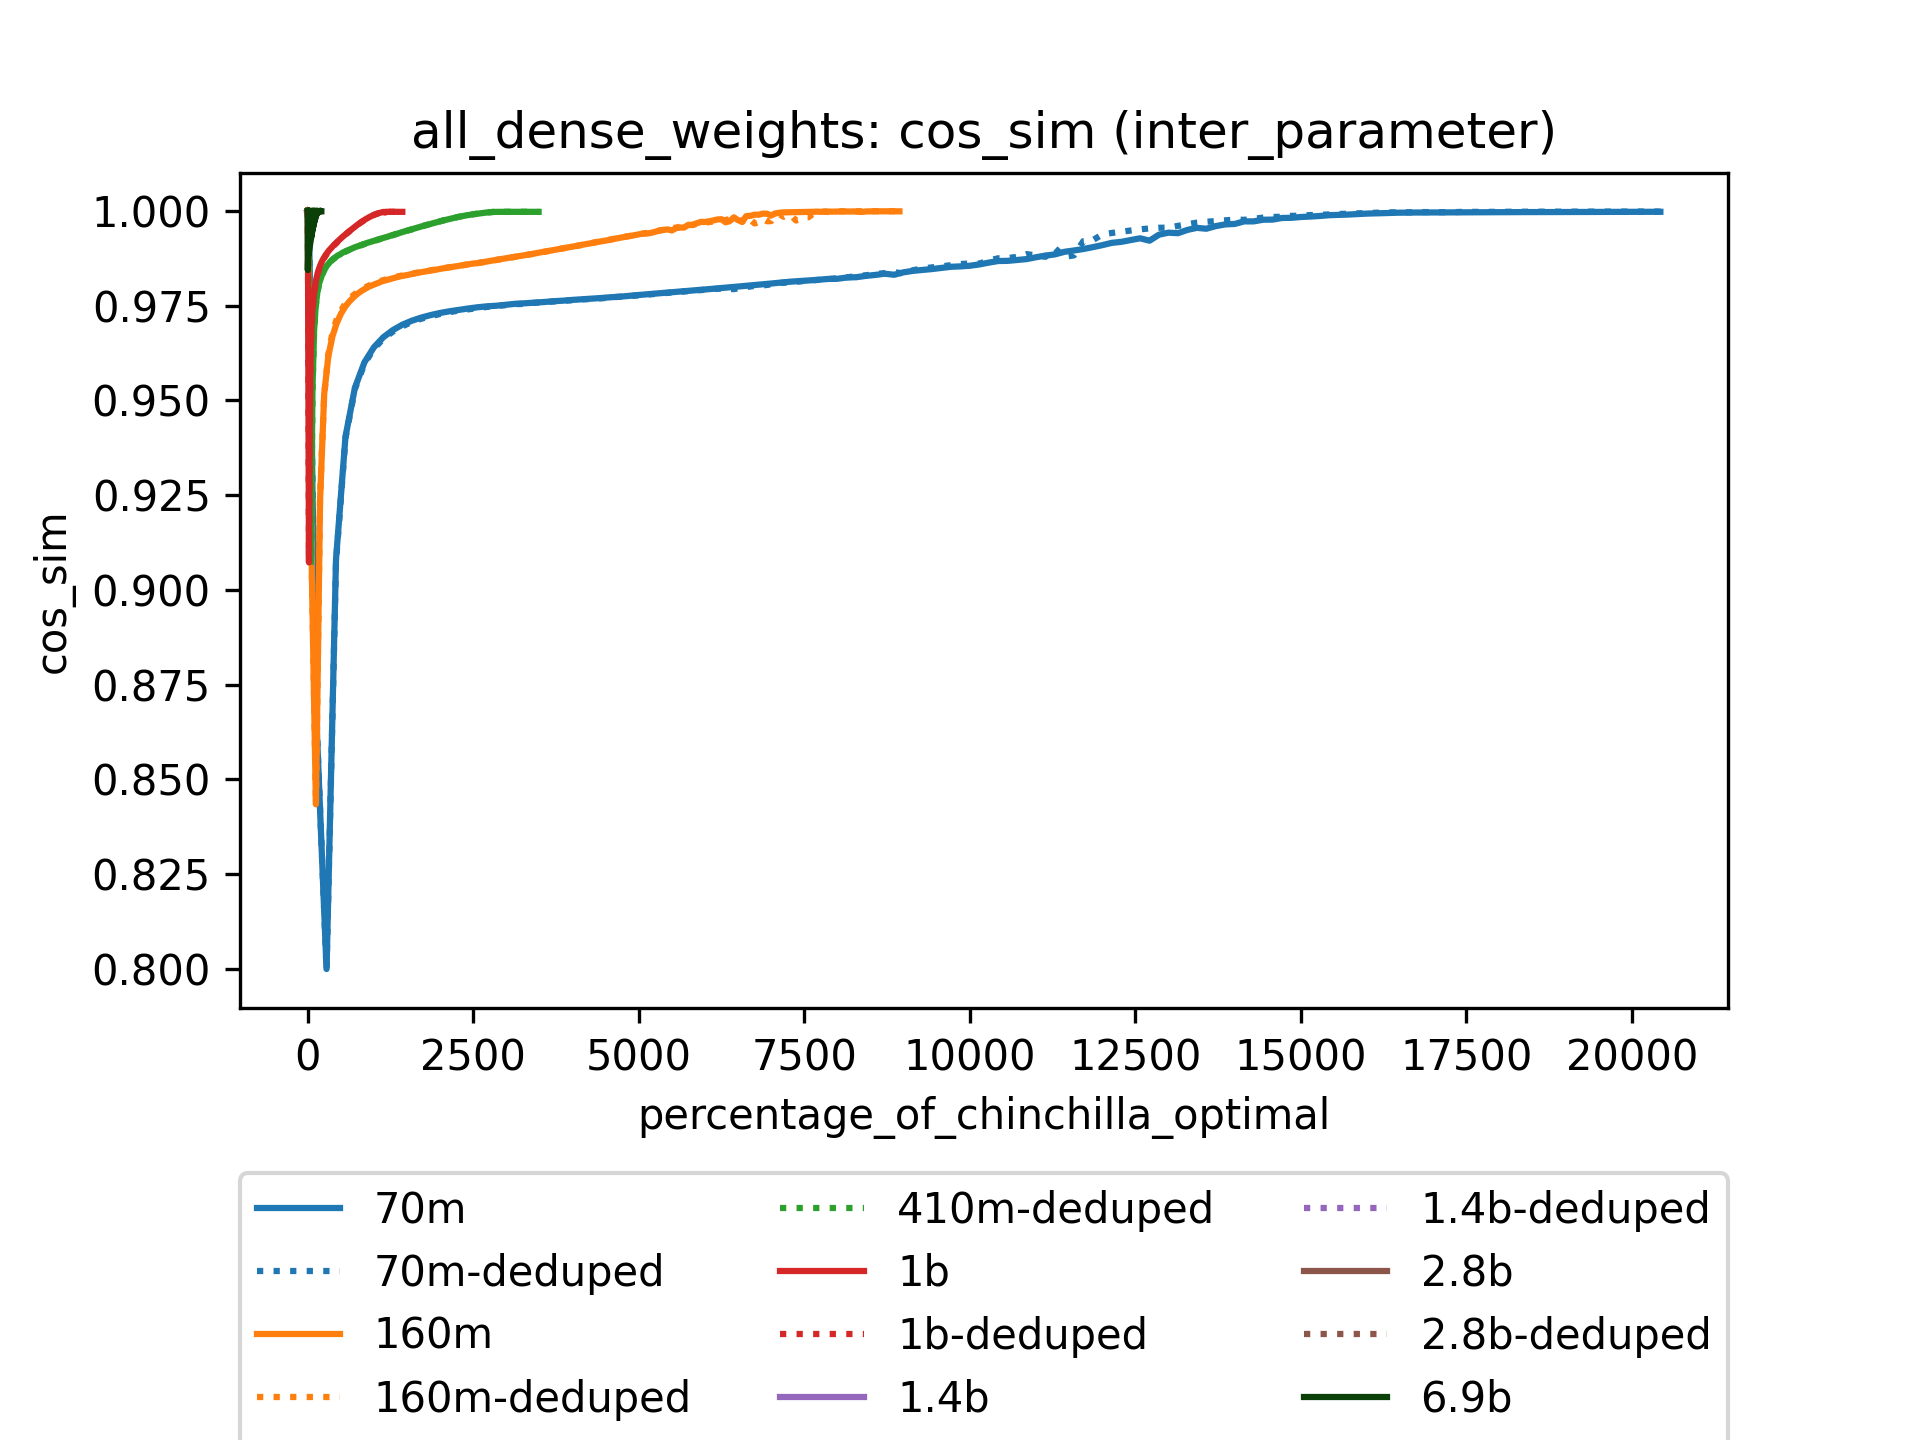 all_dense_weights: cos_sim (inter_parameter)
1.000
0.975
0.950
0.925
0.900
0.875
0.850
0.825
0.800
cos_sim
0 2500 5000 7500 10000 12500 15000 17500 20000
percentage_of_chinchilla_optimal
70m
70m-deduped
160m
160m-deduped
410m-deduped
1b
1b-deduped
1.4b
1.4b-deduped
2.8b
2.8b-deduped
6.9b